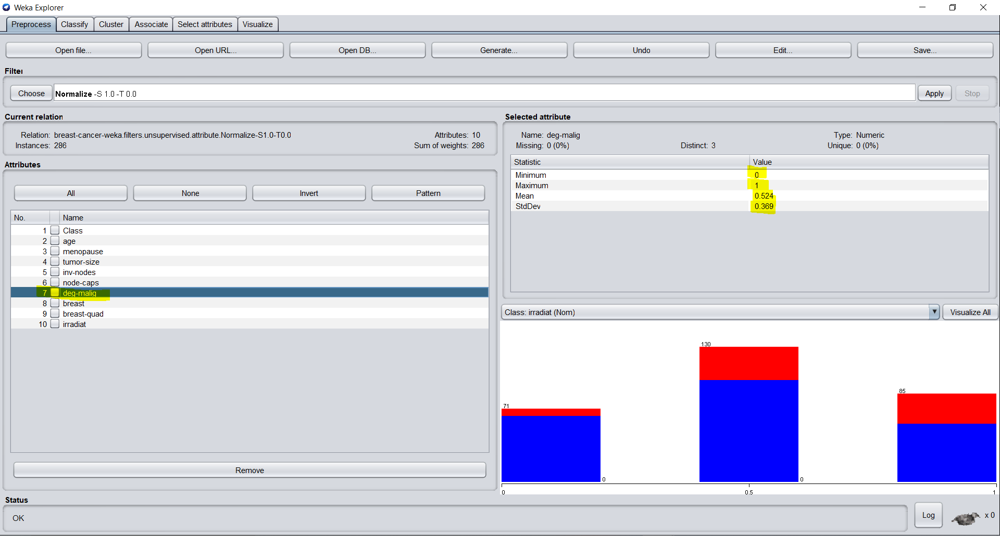 Weka Explorer
Preprocess Classify Cluster Associate Select attributes Visualize
Open file... Open URL... Open DB... Generate... Undo Edit... Save...
Filter
Choose Normalize -S 1.0 -T 0.0 Apply Stop
Current relation
Relation: breast-cancer-weka.filters.unsupervised.attribute.Normalize-S1.0-T0.0 Attributes: 10
Instances: 286 Sum of weights: 286
Attributes
All None Invert Pattern
No. Name
1 Class
2 age
3 menopause
4 tumor-size
5 inv-nodes
6 node-caps
7 deg-malig
8 breast
9 breast-quad
10 irradiat
Remove
Selected attribute
Name: deg-malig Type: Numeric
Missing: 0 (0%) Distinct: 3 Unique: 0 (0%)
Statistic Value
Minimum 0
Maximum 1
Mean 0.524
StdDev 0.369
Class: irradiat (Nom) Visualize All
130
85
71
0 0
0 0.5 1
Status
OK
Log x 0